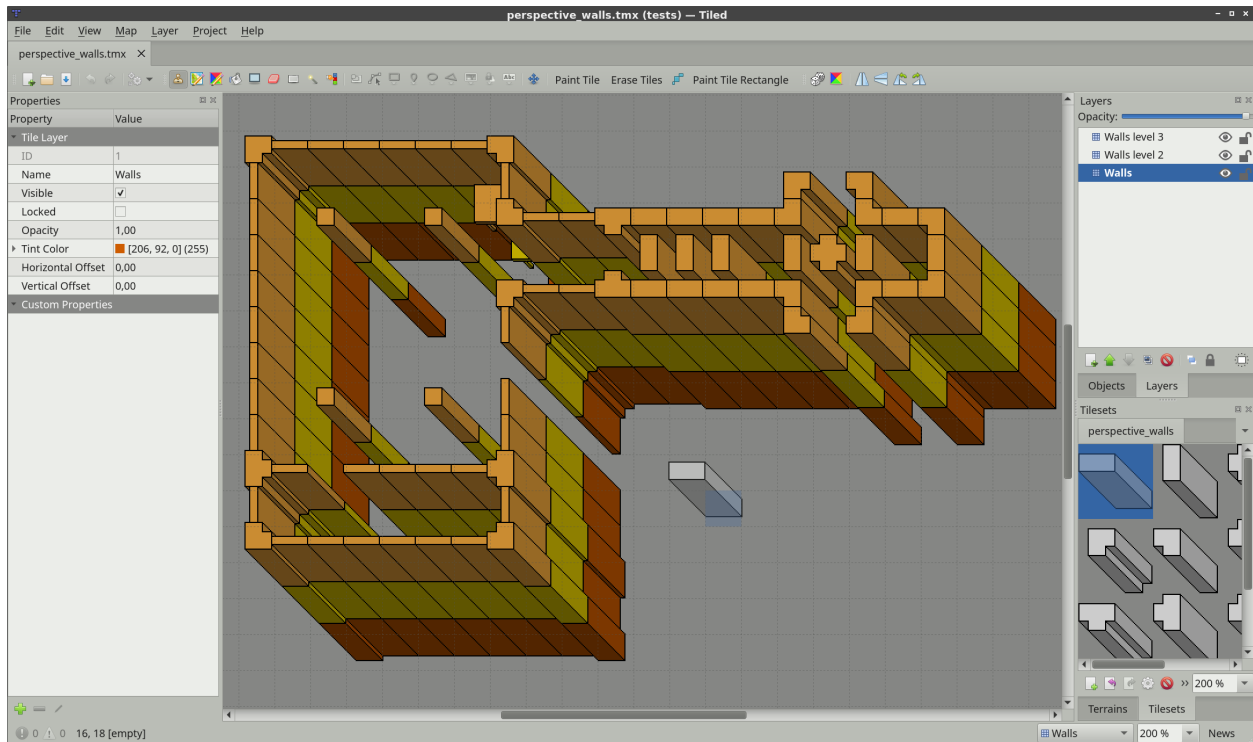 perspective_walls.tmx (tests) — Tiled
File Edit View Map Layer Project Help
perspective_walls.tmx
Paint Tile Erase Tiles Paint Tile Rectangle
Properties
Property Value
Tile Layer
ID 1
Name Walls
Visible
Locked
Opacity 1,00
Tint Color [206, 92, 0] (255)
Horizontal Offset 0,00
Vertical Offset 0,00
Custom Properties
Layers
Opacity:
Walls level 3
Walls level 2
Walls
Objects Layers
Tilesets
perspective_walls
200 %
Terrains Tilesets
0 0 16, 18 [empty]
Walls 200 % News